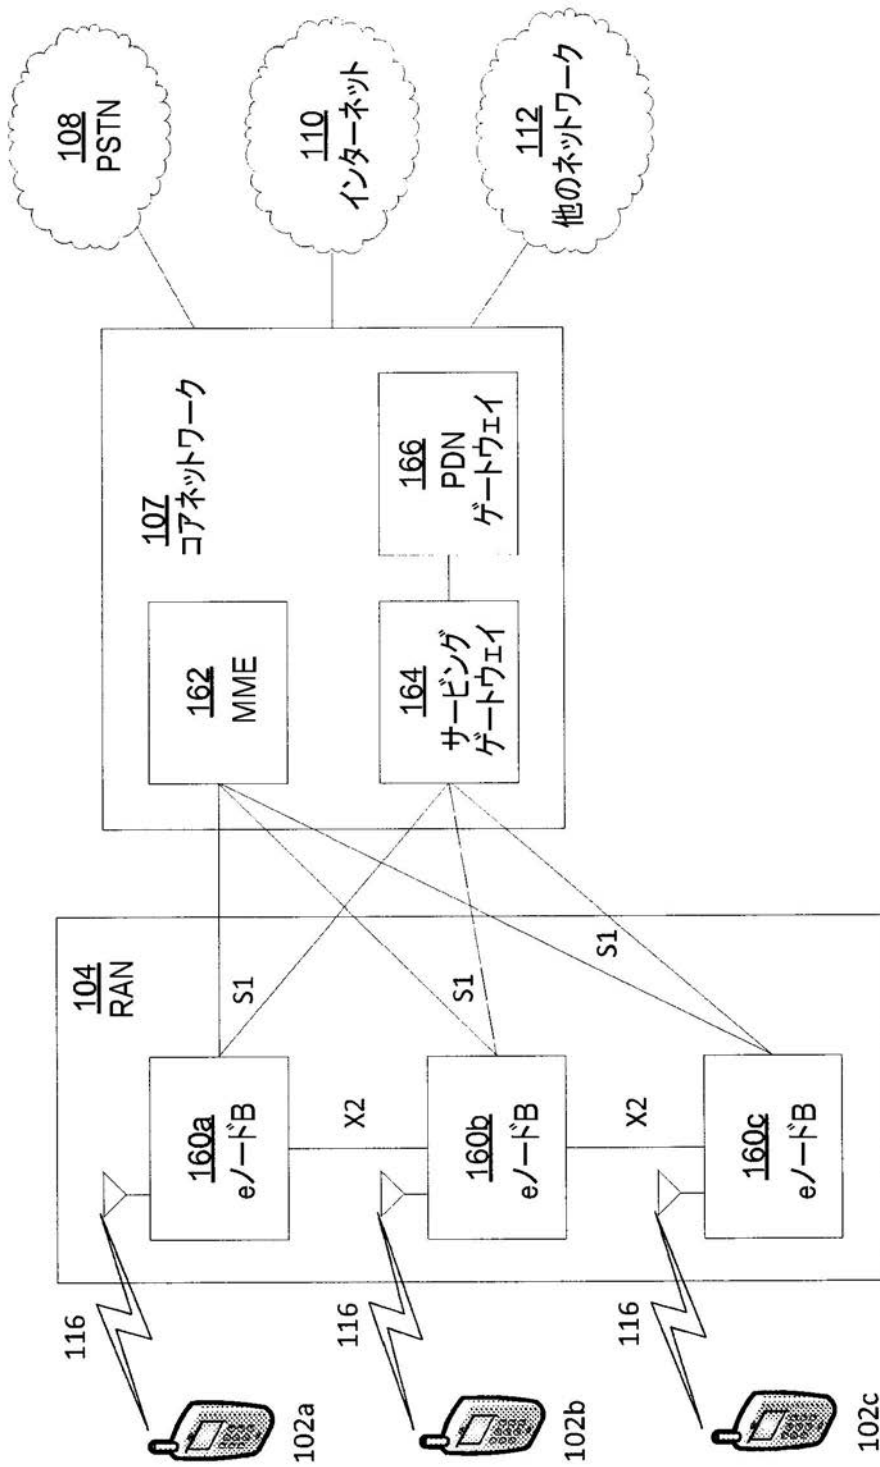 102a
102b
102c
116
116
116
104
RAN
160a
eノードB
X2
160b
eノードB
X2
160c
eノードB
S1
S1
S1
107
コアネットワーク
162
MME
164
サービング
ゲートウェイ
166
PDN
ゲートウェイ
108
PSTN
110
インターネット
112
他のネットワーク